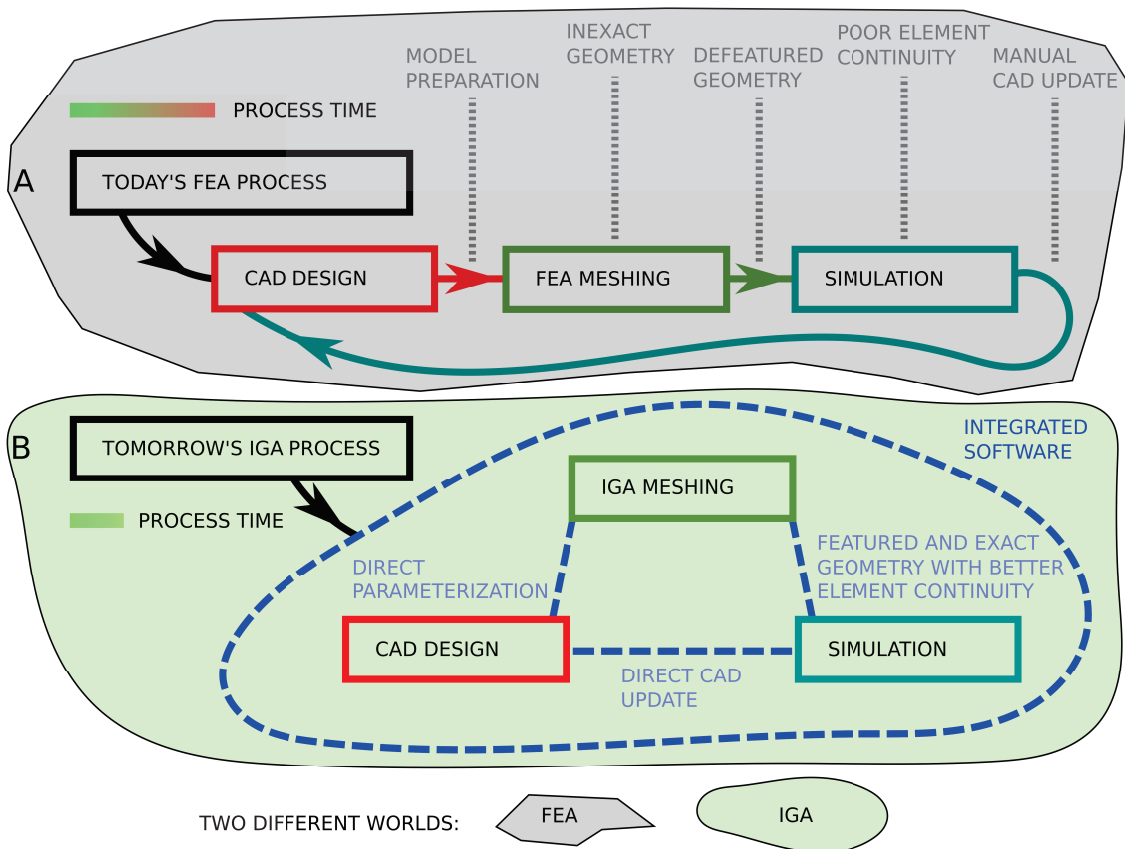 MODEL
PREPARATION
INEXACT
GEOMETRY
DEFEATURED
GEOMETRY
POOR ELEMENT
CONTINUITY
MANUAL
CAD UPDATE
PROCESS TIME
A
TODAY'S FEA PROCESS
CAD DESIGN
FEA MESHING
SIMULATION
B
TOMORROW'S IGA PROCESS
INTEGRATED
SOFTWARE
IGA MESHING
PROCESS TIME
DIRECT
PARAMETERIZATION
FEATURED AND EXACT
GEOMETRY WITH BETTER
ELEMENT CONTINUITY
CAD DESIGN
SIMULATION
DIRECT CAD
UPDATE
TWO DIFFERENT WORLDS:
FEA
IGA